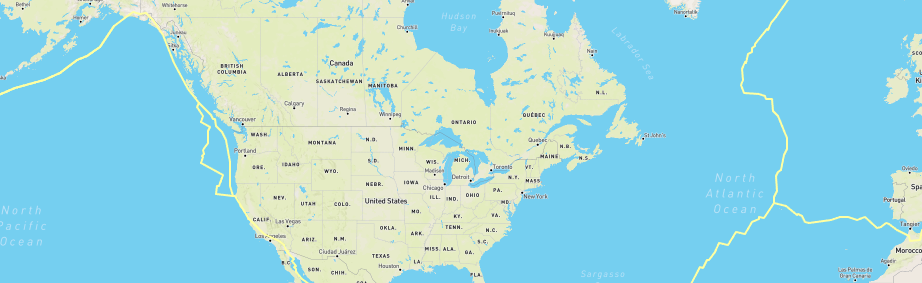 Bethel
Homer
Whitehorse
Juneau
Sitka
Churchill
Hudson
Bay
Puvirnituq
Inukjuak
Kuujjuaq
Nain
Labrador Sea
Nanortalik
BRITISH
COLUMBIA
ALBERTA
Canada
SASKATCHEWAN
MANITOBA
Calgary
Regina
Winnipeg
ONTARIO
QUÉBEC
N.L.
St John's
Vancouver
WASH.
Portland
MONTANA
N.D.
MINN.
Québec
N.B.
MAINE
N.S.
ORE.
IDAHO
WYO.
S.D.
WIS.
MICH.
Madison
Toronto
VT.
Detroit
N.Y.
MASS
NEBR.
IOWA
Chicago
NEV.
UTAH
COLO.
United States
ILL.
IND.
OHIO
PA.
MD.
New York
North
Atlantic
Ocean
North
Pacific
Ocean
CALIF.
Las Vegas
Los Angeles
ARIZ.
N.M.
OKLA.
MO.
ARK.
KY.
TENN.
VA.
N.C.
S.C.
Ciudad Juárez
TEXAS
MISS.
ALA.
GA.
LA.
Houston
FLA.
B.C.
SON.
CHIH.
COA
Sargasso
Oviedo
Spa
Portugal
Tangier
Morocco
Agadir
Las Palmas de
Gran Canaria
SCO
Ki